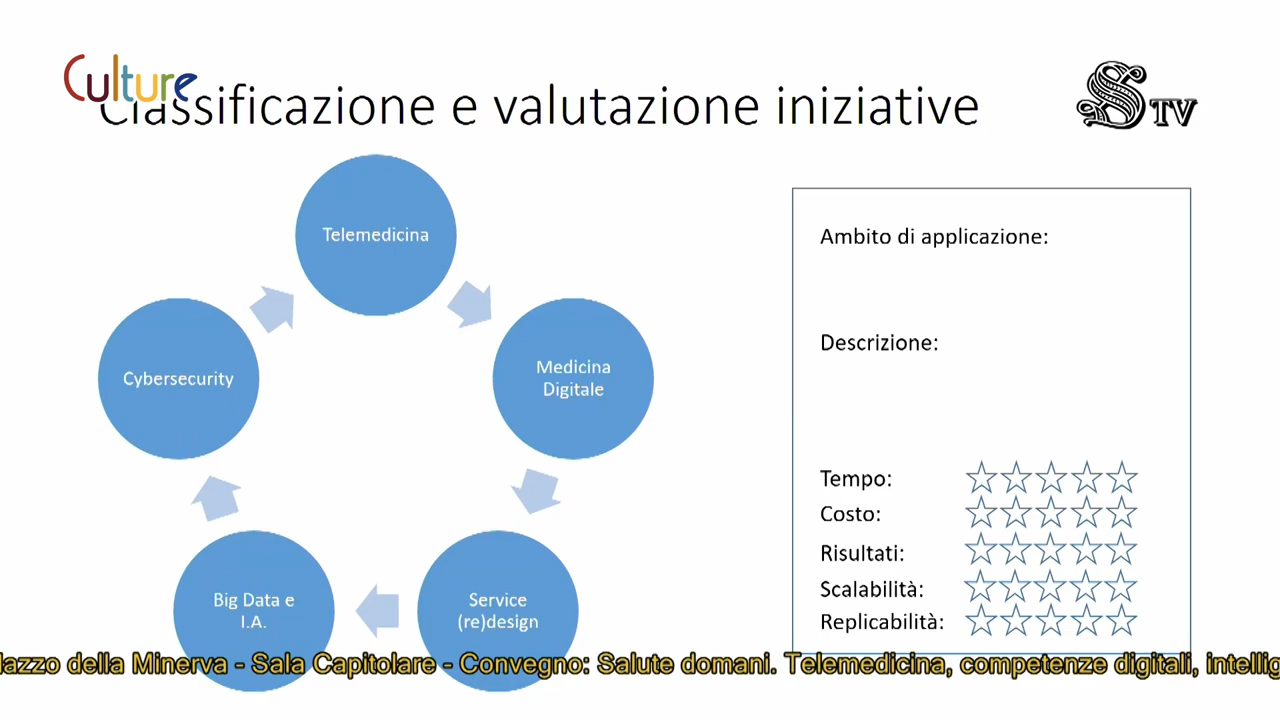 Culture
Classificazione e valutazione iniziative
S TV
Telemedicina
Medicina
Digitale
Service
(re)design
Big Data e
I.A.
Cybersecurity
Ambito di applicazione:
Descrizione:
Tempo:
Costo:
Risultati:
Scalabilità:
Replicabilità:
lazzo della Minerva - Sala Capitolare - Convegno: Salute domani. Telemedicina, competenze digitali, intellig